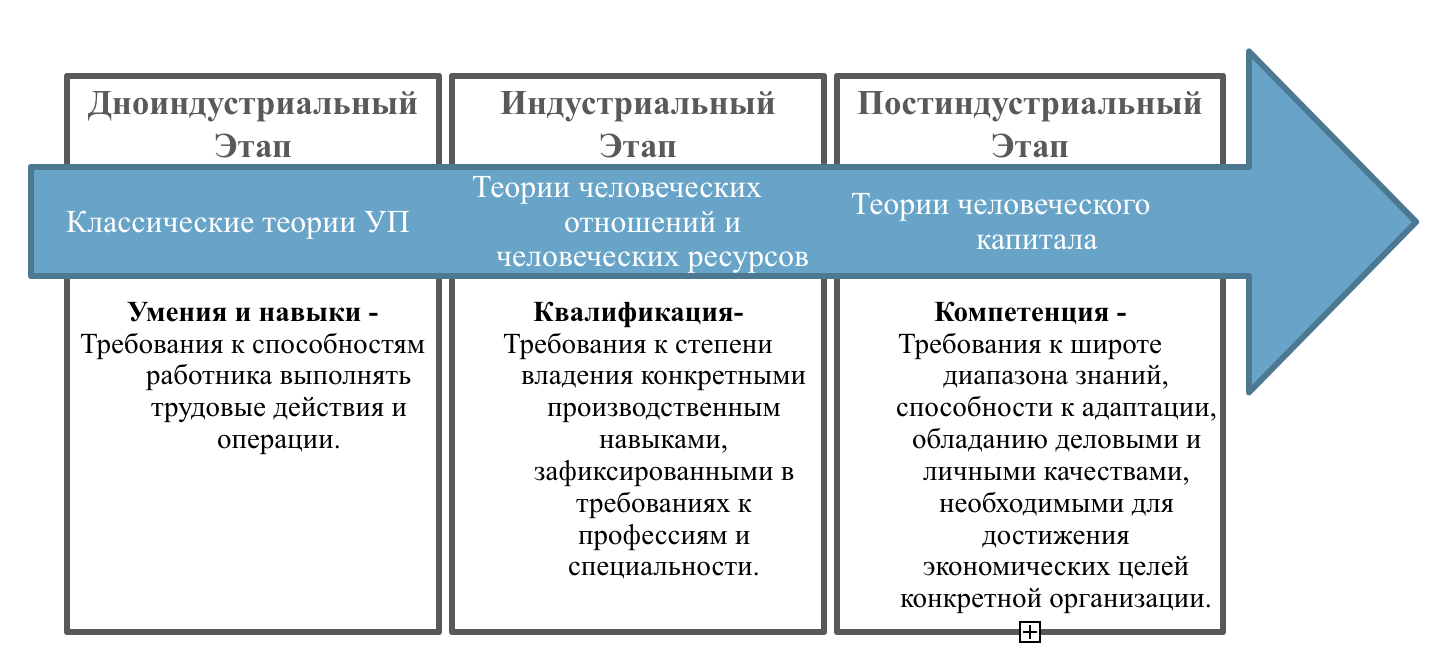 Дноиндустриальный
Этап
Классические теории УП
Умения и навыки -
Требования к способностям
работника выполнять
трудовые действия и
операции.
Индустриальный
Этап
Теории человеческих
отношений и
человеческих ресурсов
Квалификация-
Требования к степени
владения конкретными
производственным
навыками,
зафиксированными в
требованиях к
профессиям и
специальности.
Постиндустриальный
Этап
Теории человеческого
капитала
Компетенция -
Требования к широте
диапазона знаний,
способности к адаптации,
обладанию деловыми и
личными качествами,
необходимыми для
достижения
экономических целей
конкретной организации.